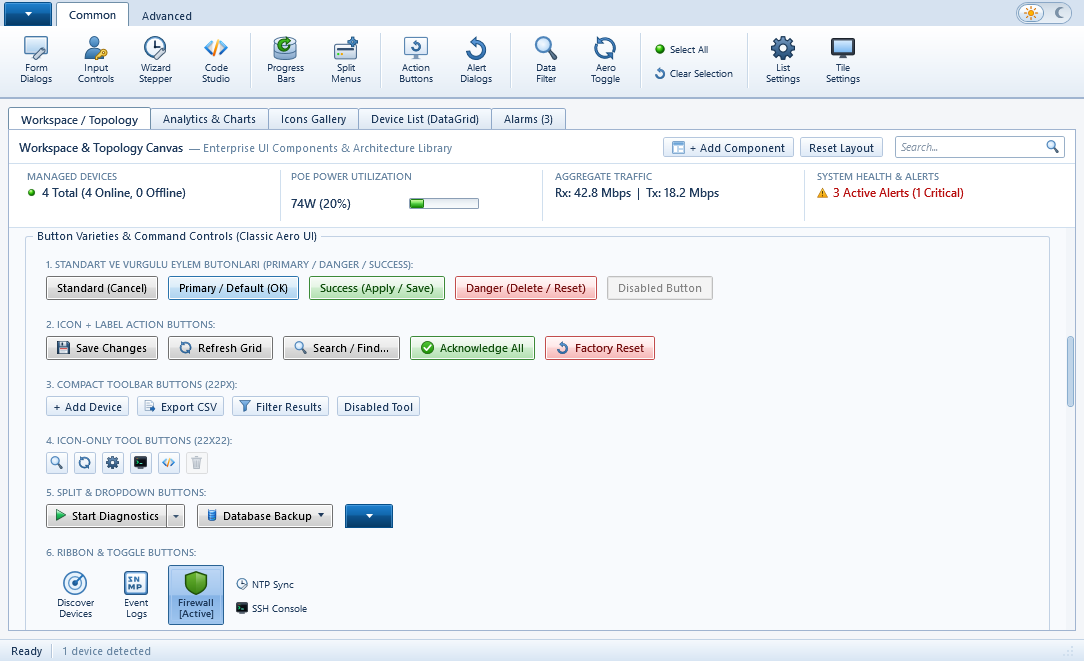 Common
Advanced
Form Dialogs
Input Controls
Wizard Stepper
Code Studio
Progress Bars
Split Menus
Action Buttons
Alert Dialogs
Data Filter
Aero Toggle
Select All
Clear Selection
List Settings
Tile Settings
Workspace / Topology
Analytics & Charts
Icons Gallery
Device List (DataGrid)
Alarms (3)
Workspace & Topology Canvas — Enterprise UI Components & Architecture Library
+ Add Component
Reset Layout
Search...
MANAGED DEVICES
4 Total (4 Online, 0 Offline)
POE POWER UTILIZATION
74W (20%)
AGGREGATE TRAFFIC
Rx: 42.8 Mbps | Tx: 18.2 Mbps
SYSTEM HEALTH & ALERTS
3 Active Alerts (1 Critical)
Button Varieties & Command Controls (Classic Aero UI)
1. STANDART VE VURGULU EYLEM BUTONLARI (PRIMARY / DANGER / SUCCESS):
Standard (Cancel)
Primary / Default (OK)
Success (Apply / Save)
Danger (Delete / Reset)
Disabled Button
2. ICON + LABEL ACTION BUTTONS:
Save Changes
Refresh Grid
Search / Find...
Acknowledge All
Factory Reset
3. COMPACT TOOLBAR BUTTONS (22PX):
+ Add Device
Export CSV
Filter Results
Disabled Tool
4. ICON-ONLY TOOL BUTTONS (22X22):
5. SPLIT & DROPDOWN BUTTONS:
Start Diagnostics
Database Backup
6. RIBBON & TOGGLE BUTTONS:
Discover Devices
SN
MP
Event Logs
Firewall [Active]
NTP Sync
SSH Console
Ready
1 device detected